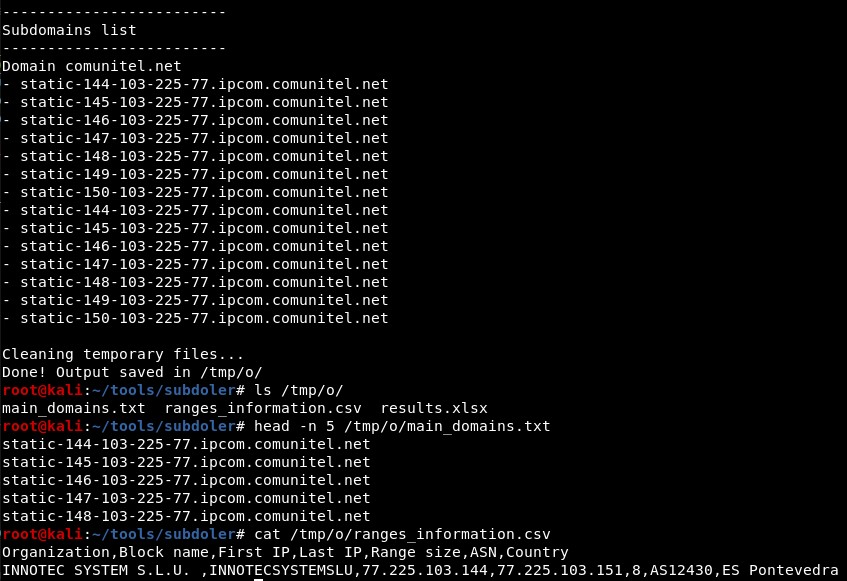 -------------------------
Subdomains list
-------------------------
Domain comunitel.net
- static-144-103-225-77.ipcom.comunitel.net
- static-145-103-225-77.ipcom.comunitel.net
- static-146-103-225-77.ipcom.comunitel.net
- static-147-103-225-77.ipcom.comunitel.net
- static-148-103-225-77.ipcom.comunitel.net
- static-149-103-225-77.ipcom.comunitel.net
- static-150-103-225-77.ipcom.comunitel.net
- static-144-103-225-77.ipcom.comunitel.net
- static-145-103-225-77.ipcom.comunitel.net
- static-146-103-225-77.ipcom.comunitel.net
- static-147-103-225-77.ipcom.comunitel.net
- static-148-103-225-77.ipcom.comunitel.net
- static-149-103-225-77.ipcom.comunitel.net
- static-150-103-225-77.ipcom.comunitel.net
Cleaning temporary files...
Done! Output saved in /tmp/o/
root@kali:~/tools/subdoler# ls /tmp/o/
main_domains.txt  ranges_information.csv  results.xlsx
root@kali:~/tools/subdoler# head -n 5 /tmp/o/main_domains.txt
static-144-103-225-77.ipcom.comunitel.net
static-145-103-225-77.ipcom.comunitel.net
static-146-103-225-77.ipcom.comunitel.net
static-147-103-225-77.ipcom.comunitel.net
static-148-103-225-77.ipcom.comunitel.net
root@kali:~/tools/subdoler# cat /tmp/o/ranges_information.csv
Organization,Block name,First IP,Last IP,Range size,ASN,Country
INNOTEC SYSTEM S.L.U. ,INNOTECSYSTEMSLU,77.225.103.144,77.225.103.151,8,AS12430,ES Pontevedra